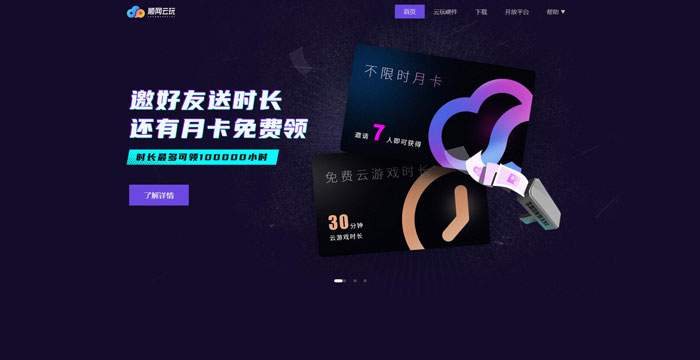 顺网云玩
首页
云玩硬件
下载
开放平台
帮助 ▼
邀好友送时长
还有月卡免费领
时长最多可领100000小时
了解详情
不限时月卡
邀请 7 人即可获得
免费云游戏时长
30分钟
云游戏时长